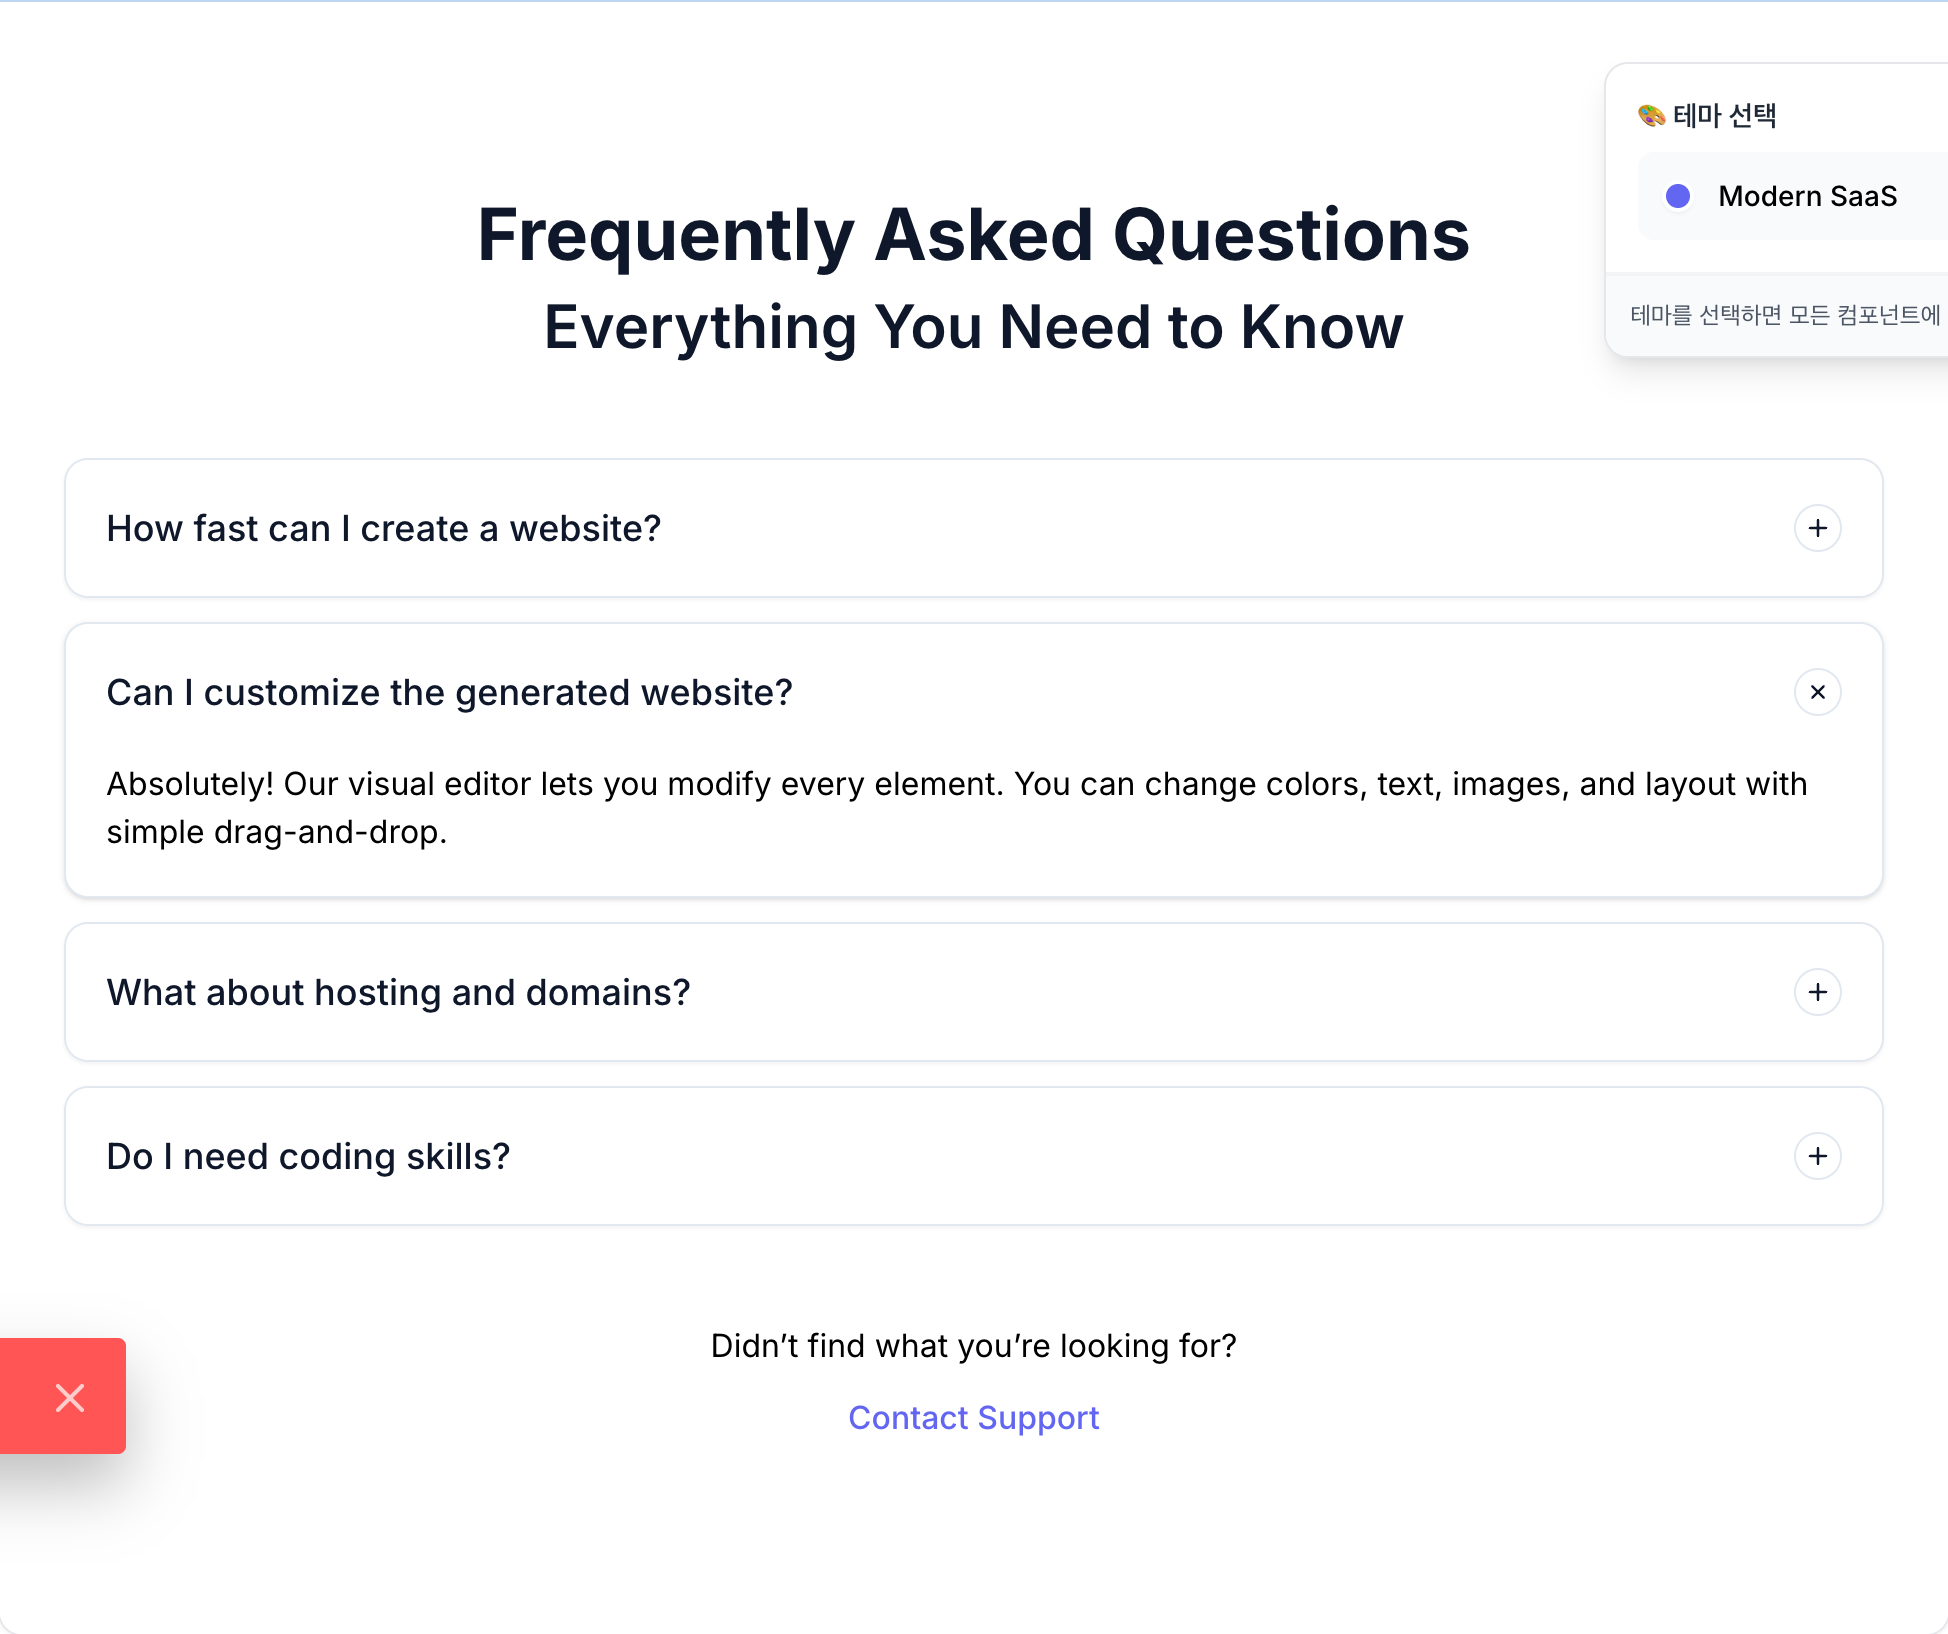 테마 선택
Modern SaaS
테마를 선택하면 모든 컴포넌트에
Frequently Asked Questions
Everything You Need to Know
How fast can I create a website?
Can I customize the generated website?
Absolutely! Our visual editor lets you modify every element. You can change colors, text, images, and layout with
simple drag-and-drop.
What about hosting and domains?
Do I need coding skills?
Didn’t find what you’re looking for?
Contact Support